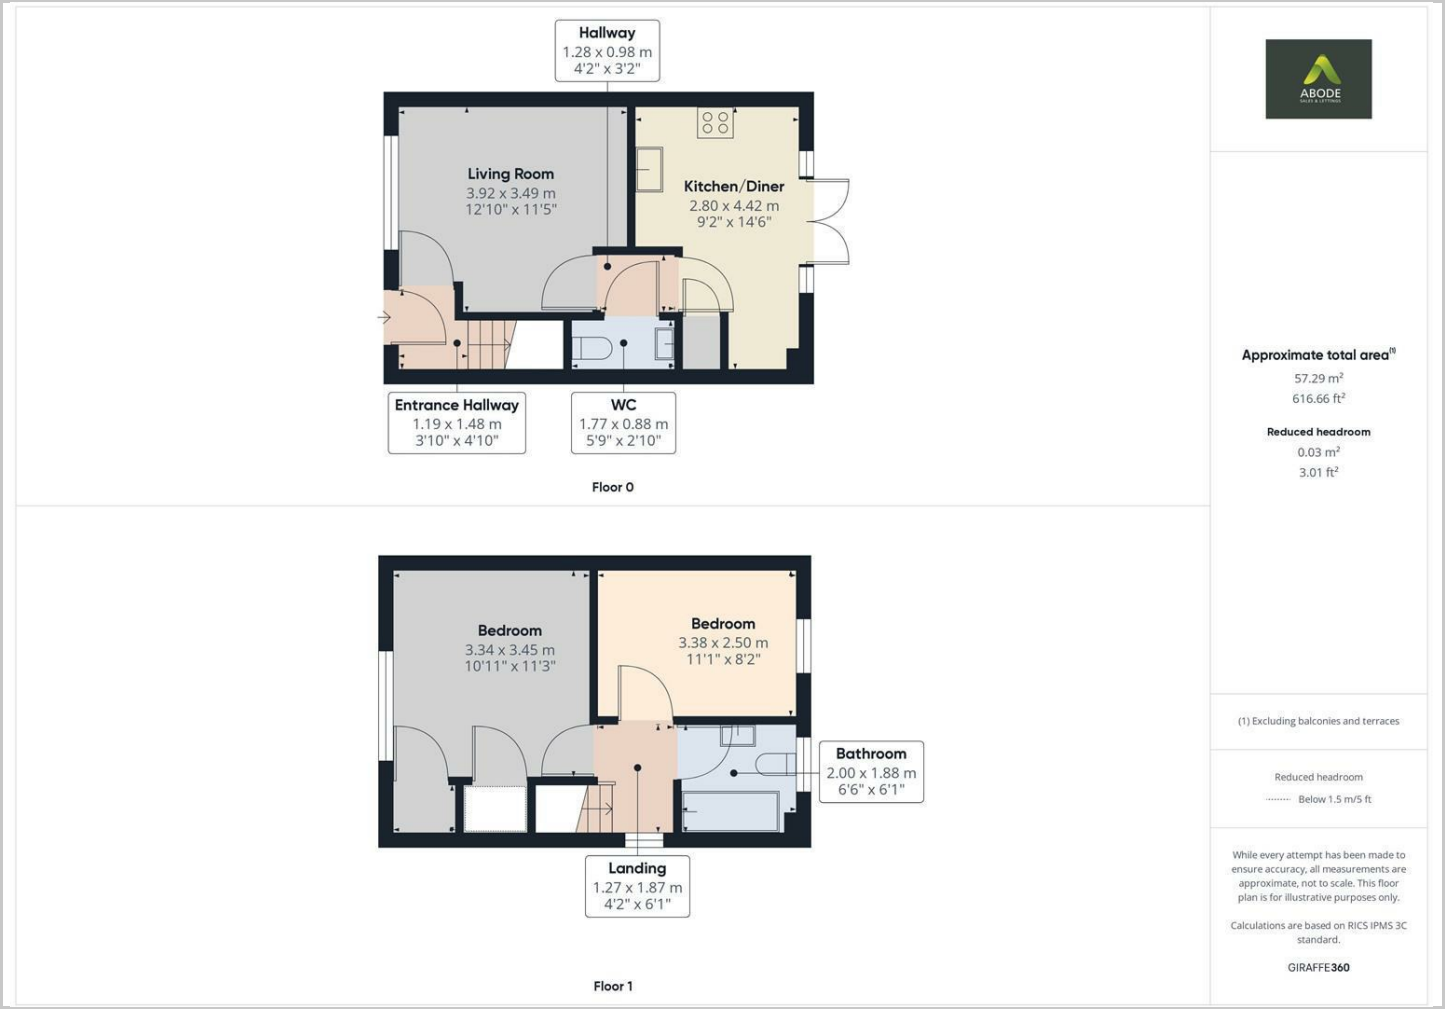 Hallway
1.28 x 0.98 m
4'2" x 3'2"
Living Room
3.92 x 3.49 m
12'10" x 11'5"
Kitchen/Diner
2.80 x 4.42 m
9'2" x 14'6"
Entrance Hallway
1.19 x 1.48 m
3'10" x 4'10"
WC
1.77 x 0.88 m
5'9" x 2'10"
Floor 0
Bedroom
3.34 x 3.45 m
10'11" x 11'3"
Bedroom
3.38 x 2.50 m
11'1" x 8'2"
Bathroom
2.00 x 1.88 m
6'6" x 6'1"
Landing
1.27 x 1.87 m
4'2" x 6'1"
Floor 1
ABODE
SALES & LETTINGS
Approximate total area(1)
57.29 m²
616.66 ft²
Reduced headroom
0.03 m²
3.01 ft²
(1) Excluding balconies and terraces
Reduced headroom
Below 1.5 m/5 ft
While every attempt has been made to
ensure accuracy, all measurements are
approximate, not to scale. This floor
plan is for illustrative purposes only.
Calculations are based on RICS IPMS 3C
standard.
GIRAFFE360